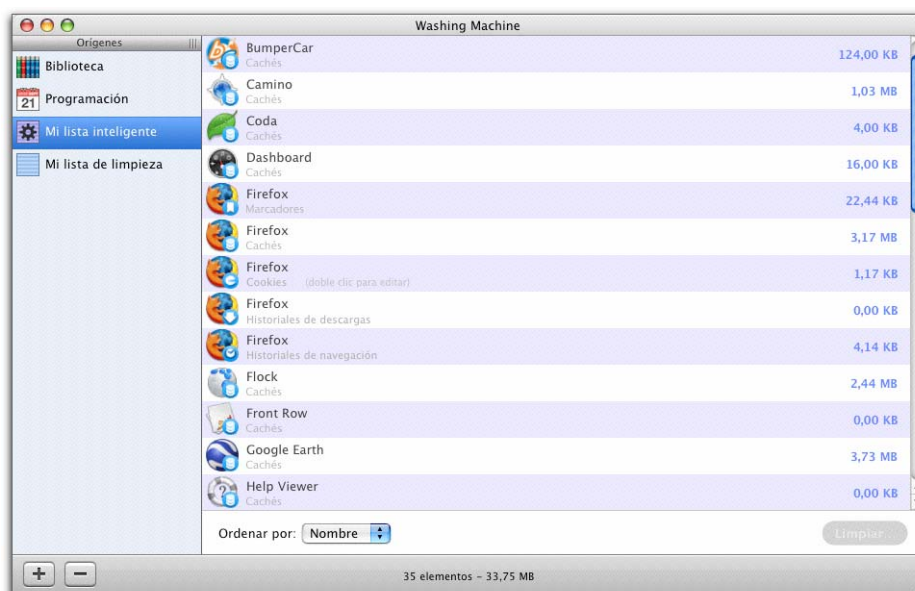 Washing Machine
Orígenes
Biblioteca
21 Programación
Mi lista inteligente
Mi lista de limpieza
BumperCar
Cachés
124,00 KB
Camino
Cachés
1,03 MB
Coda
Cachés
4,00 KB
Dashboard
Cachés
16,00 KB
Firefox
Marcadores
22,44 KB
Firefox
Cachés
3,17 MB
Firefox
Cookies (doble clic para editar)
1,17 KB
Firefox
Historiales de descargas
0,00 KB
Firefox
Historiales de navegación
4,14 KB
Flock
Cachés
2,44 MB
Front Row
Cachés
0,00 KB
Google Earth
Cachés
3,73 MB
Help Viewer
Cachés
0,00 KB
Ordenar por: Nombre
Limpiar...
35 elementos – 33,75 MB